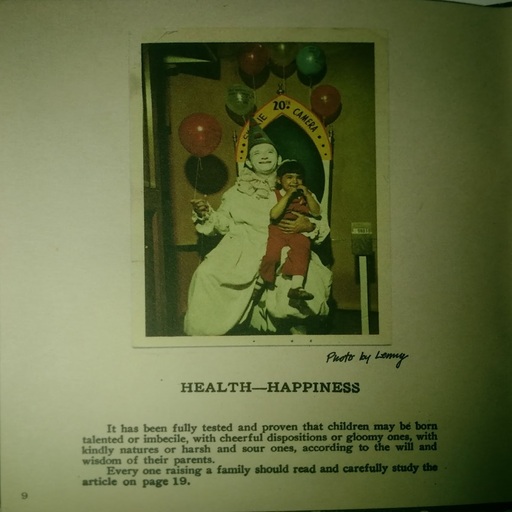 20¢
CAMERA
Photo by Lenny
HEALTH—HAPPINESS
It has been fully tested and proven that children may be born
talented or imbecile, with cheerful dispositions or gloomy ones, with
kindly natures or harsh and sour ones, according to the will and
wisdom of their parents.
Every one raising a family should read and carefully study the
article on page 19.
9